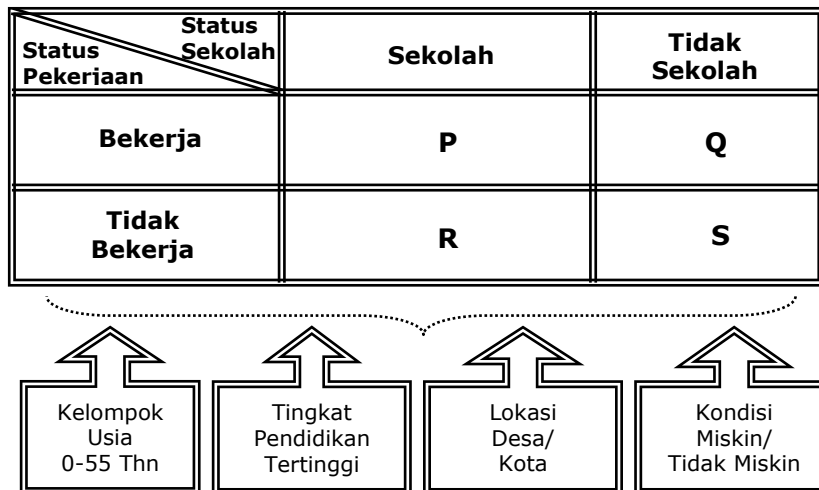 Status
Sekolah
Status
Pekerjaan
Sekolah
Tidak
Sekolah
Bekerja
P
Q
Tidak
Bekerja
R
S
Kelompok
Usia
0-55 Thn
Tingkat
Pendidikan
Tertinggi
Lokasi
Desa/
Kota
Kondisi
Miskin/
Tidak Miskin